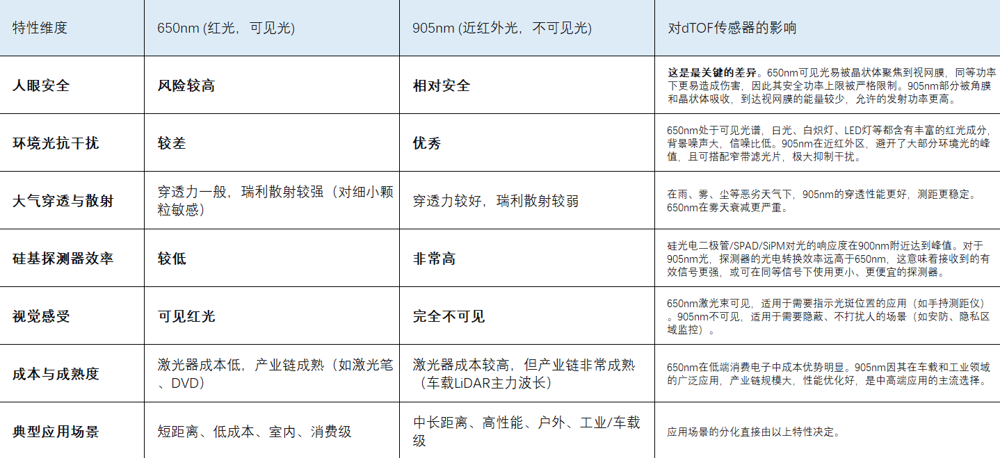 特性维度
650nm (红光，可见光)
905nm (近红外光，不可见光)
对dTOF传感器的影响
人眼安全
风险较高
相对安全
这是最关键的差异。650nm可见光易被晶状体聚焦到视网膜，同等功率
下更易造成伤害，因此其安全功率上限被严格限制。905nm部分被角膜
和晶状体吸收，到达视网膜的能量较少，允许的发射功率更高。
环境光抗干扰
较差
优秀
650nm处于可见光谱，日光、白炽灯、LED灯等都含有丰富的红光成分，
背景噪声大，信噪比低。905nm在近红外区，避开了大部分环境光的峰
值，且可搭配窄带滤光片，极大抑制干扰。
大气穿透与散射
穿透力一般，瑞利散射较强（对细小颗
粒敏感）
穿透力较好，瑞利散射较弱
在雨、雾、尘等恶劣天气下，905nm的穿透性能更好，测距更稳定。
650nm在雾天衰减更严重。
硅基探测器效率
较低
非常高
硅光电二极管/SPAD/SiPM对光的响应度在900nm附近达到峰值。对于
905nm光，探测器的光电转换效率远高于650nm，这意味着接收到的有
效信号更强，或可在同等信号下使用更小、更便宜的探测器。
视觉感受
可见红光
完全不可见
650nm激光束可见，适用于需要指示光斑位置的应用（如手持测距仪）
。905nm不可见，适用于需要隐蔽、不打扰人的场景（如安防、隐私区
域监控）。
成本与成熟度
激光器成本低，产业链成熟（如激光笔
、DVD）
激光器成本较高，但产业链非常成熟
（车载LiDAR主力波长）
650nm在低端消费电子中成本优势明显。905nm因其在车载和工业领域
的广泛应用，产业链规模大，性能优化好，是中高端应用的主流选择。
典型应用场景
短距离、低成本、室内、消费级
中长距离、高性能、户外、工业/车载
级
应用场景的分化直接由以上特性决定。